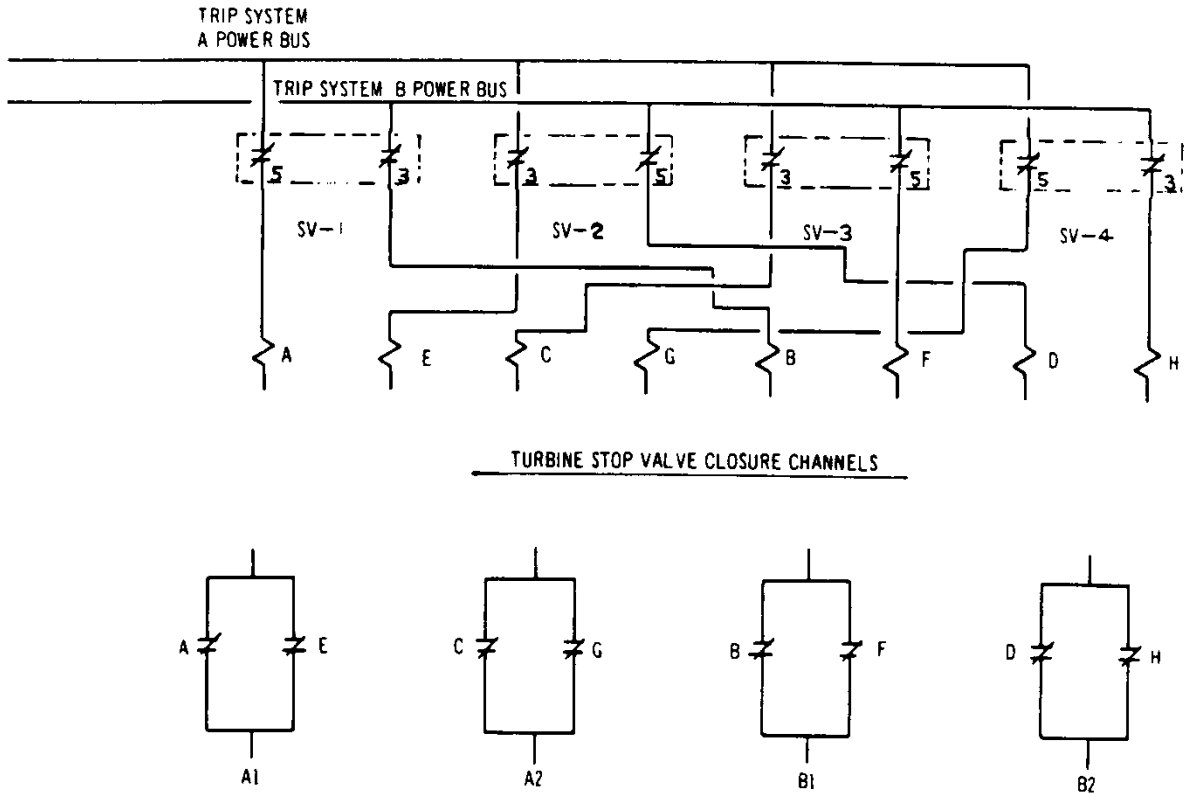 TRIP SYSTEM
A POWER BUS
TRIP SYSTEM B POWER BUS
5 3 3 5 3 5 5 3
SV-1 SV-2 SV-3 SV-4
A E C G B F D H
TURBINE STOP VALVE CLOSURE CHANNELS
A E C G B F D H
A1 A2 B1 B2